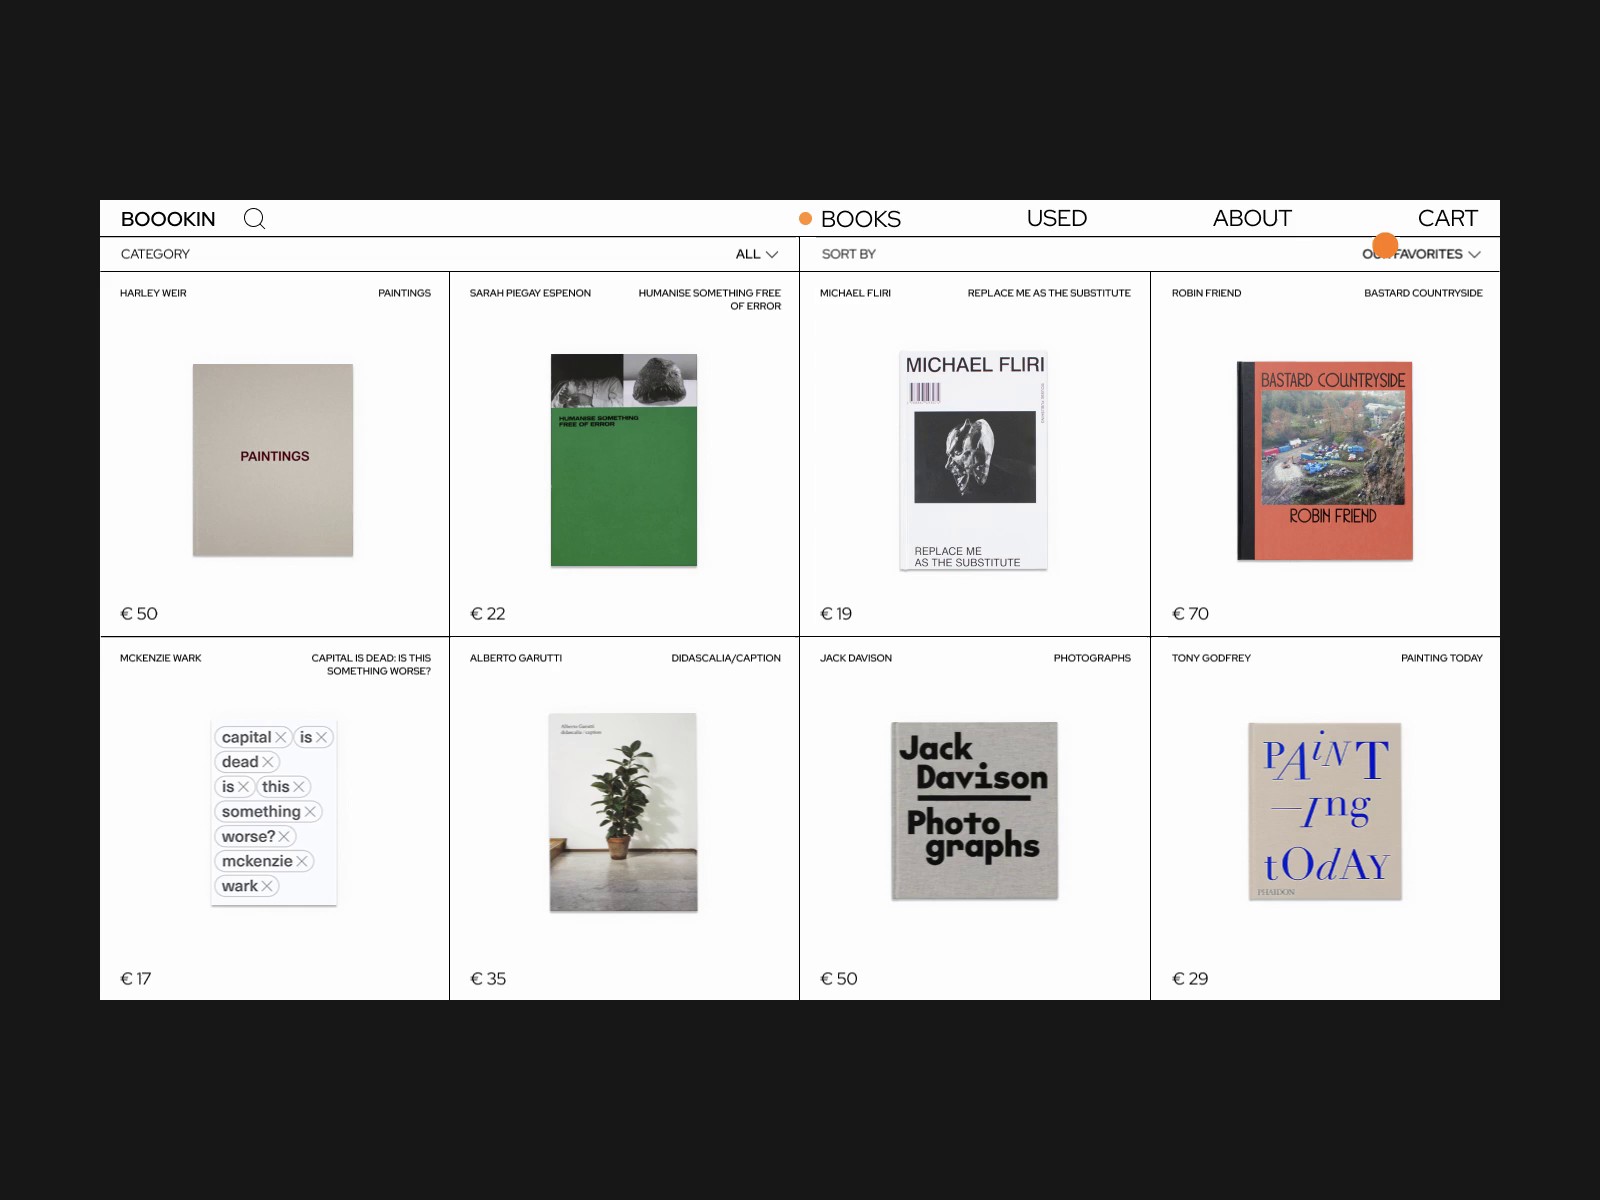 BOOOKIN
BOOKS
USED
ABOUT
CART
CATEGORY
ALL
SORT BY
FAVORITES
HARLEY WEIR
PAINTINGS
PAINTINGS
€ 50
SARAH PIEGAY ESPENON
HUMANISE SOMETHING FREE
OF ERROR
HUMANISE SOMETHING
FREE OF ERROR
€ 22
MICHAEL FLIRI
REPLACE ME AS THE SUBSTITUTE
MICHAEL FLIRI
REPLACE ME
AS THE SUBSTITUTE
€ 19
ROBIN FRIEND
BASTARD COUNTRYSIDE
BASTARD COUNTRYSIDE
ROBIN FRIEND
€ 70
MCKENZIE WARK
CAPITAL IS DEAD: IS THIS
SOMETHING WORSE?
capital is
dead
is this
something
worse?
mckenzie
wark
€ 17
ALBERTO GARUTTI
DIDASCALIA/CAPTION
Alberto Garutti
didascalia / caption
€ 35
JACK DAVISON
PHOTOGRAPHS
Jack
Davison
Photo
graphs
€ 50
TONY GODFREY
PAINTING TODAY
PAiNT
—Ing
tOdAY
PHAIDON
€ 29